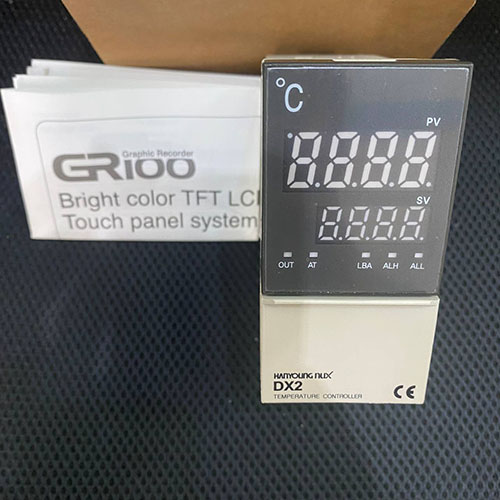 Graphic Recorder
GR100
Bright color TFT LC
Touch panel system
°C
PV
8.8.8.8
SV
8.8.8.8
OUT AT LBA ALH ALL
HANYOUNG NUX
DX2
TEMPERATURE CONTROLLER
CE